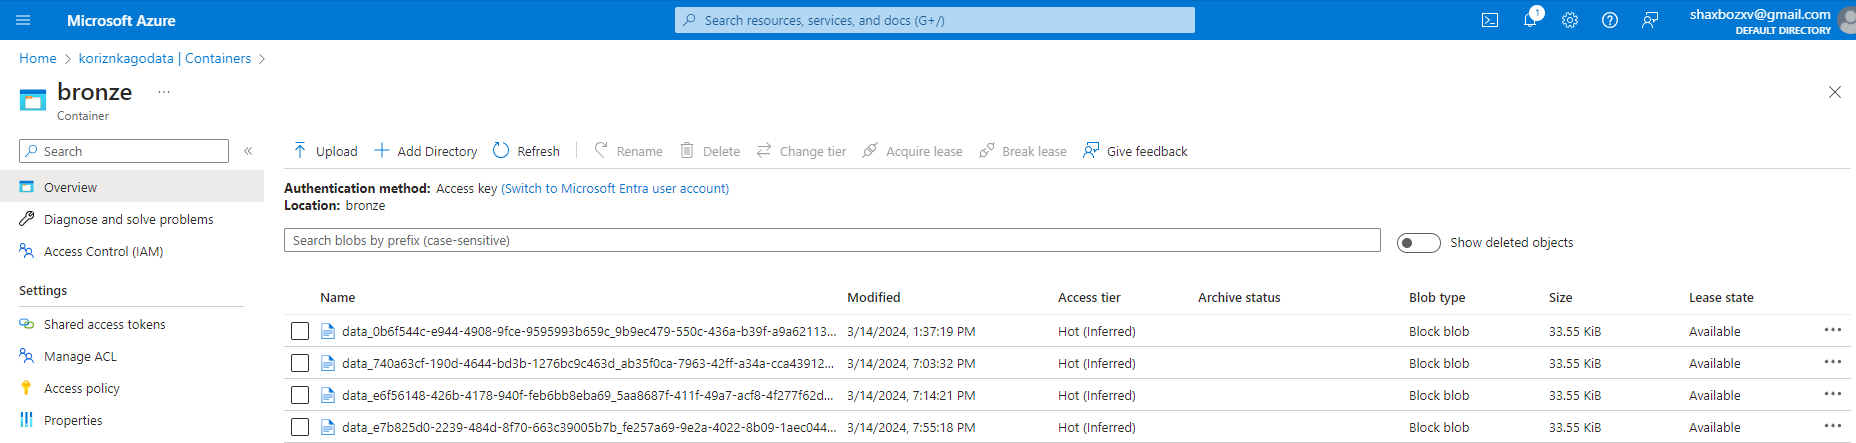 Microsoft Azure
Search resources, services, and docs (G+/)
1
shaxbozxv@gmail.com
DEFAULT DIRECTORY
Home > koriznkagodata | Containers >
bronze ...
Container
Search «
Upload Add Directory Refresh Rename Delete Change tier Acquire lease Break lease Give feedback
Overview
Diagnose and solve problems
Access Control (IAM)
Settings
Shared access tokens
Manage ACL
Access policy
Properties
Authentication method: Access key (Switch to Microsoft Entra user account)
Location: bronze
Search blobs by prefix (case-sensitive)
Show deleted objects
Name Modified Access tier Archive status Blob type Size Lease state
data_0b6f544c-e944-4908-9fce-9595993b659c_9b9ec479-550c-436a-b39f-a9a62113... 3/14/2024, 1:37:19 PM Hot (Inferred) Block blob 33.55 KiB Available ...
data_740a63cf-190d-4644-bd3b-1276bc9c463d_ab35f0ca-7963-42ff-a34a-cca43912... 3/14/2024, 7:03:32 PM Hot (Inferred) Block blob 33.55 KiB Available ...
data_e6f56148-426b-4178-940f-feb6bb8eba69_5aa8687f-411f-49a7-acf8-4f277f62d... 3/14/2024, 7:14:21 PM Hot (Inferred) Block blob 33.55 KiB Available ...
data_e7b825d0-2239-484d-8f70-663c39005b7b_fe257a69-9e2a-4022-8b09-1aec044... 3/14/2024, 7:55:18 PM Hot (Inferred) Block blob 33.55 KiB Available ...